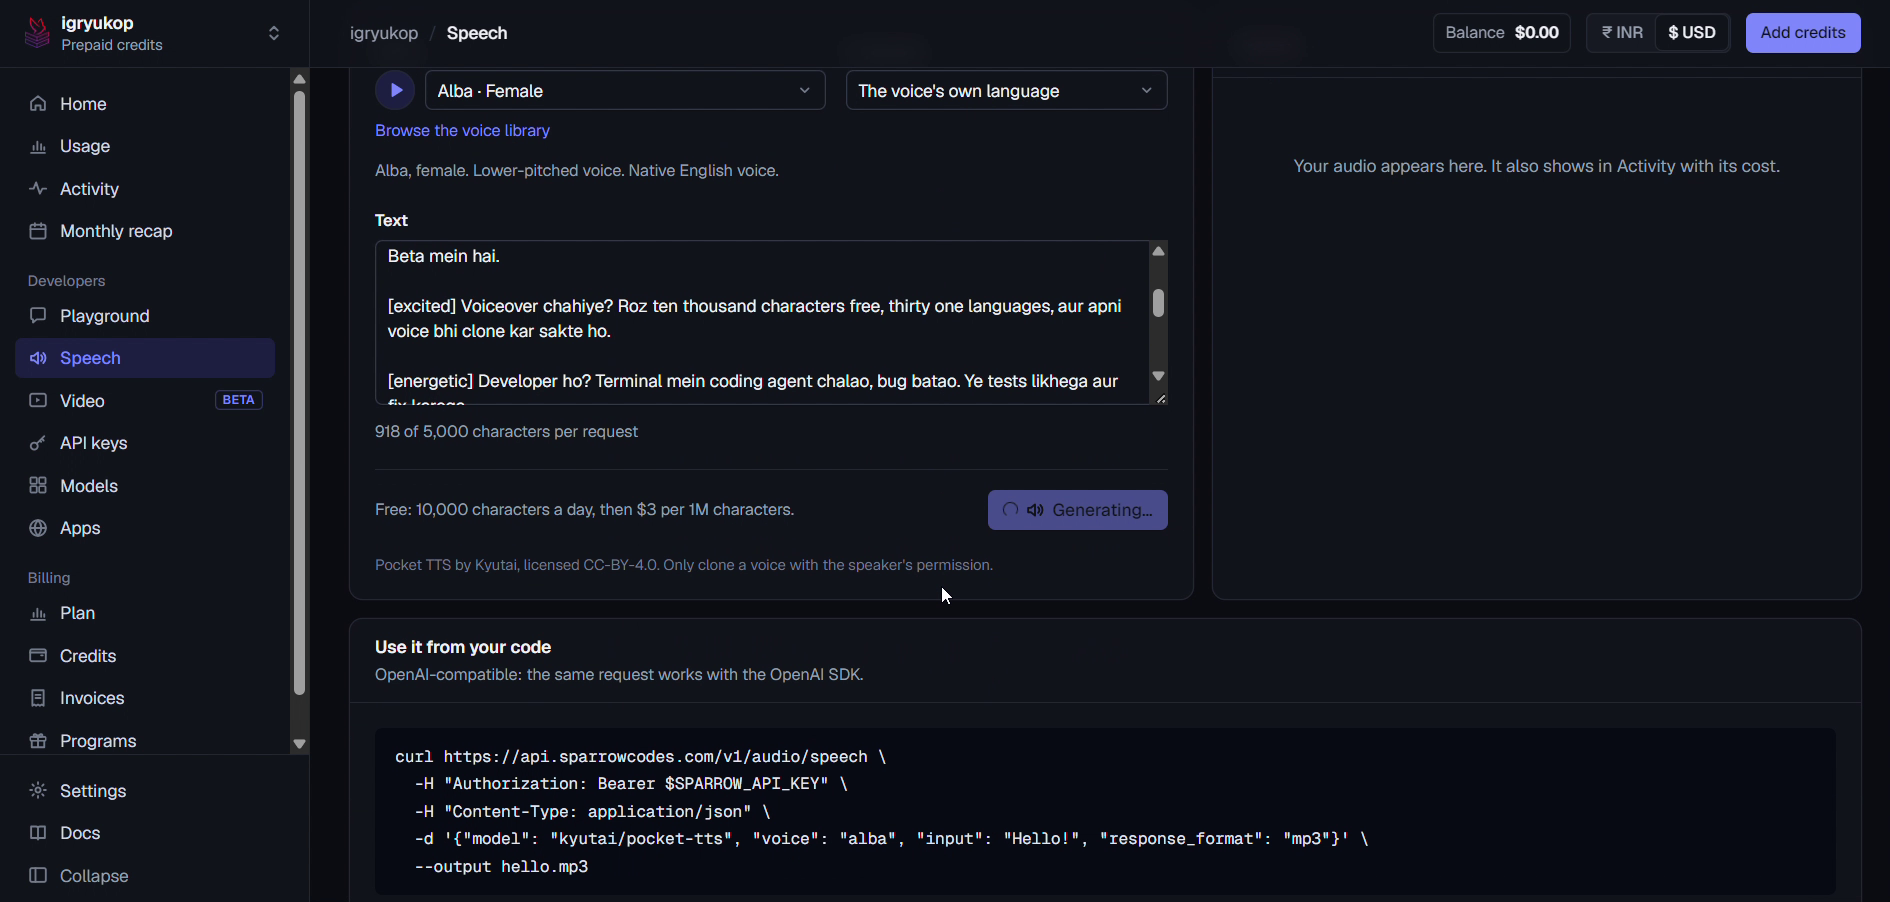 igryukop
Prepaid credits
igryukop / Speech
Balance $0.00
₹ INR
$ USD
Add credits
Home
Usage
Activity
Monthly recap
Developers
Playground
Speech
Video
BETA
API keys
Models
Apps
Billing
Plan
Credits
Invoices
Programs
Settings
Docs
Collapse
Alba · Female
The voice's own language
Browse the voice library
Alba, female. Lower-pitched voice. Native English voice.
Text
Beta mein hai.
[excited] Voiceover chahiye? Roz ten thousand characters free, thirty one languages, aur apni
voice bhi clone kar sakte ho.
[energetic] Developer ho? Terminal mein coding agent chalao, bug batao. Ye tests likhega aur
fix karega
918 of 5,000 characters per request
Free: 10,000 characters a day, then $3 per 1M characters.
Generating...
Pocket TTS by Kyutai, licensed CC-BY-4.0. Only clone a voice with the speaker's permission.
Your audio appears here. It also shows in Activity with its cost.
Use it from your code
OpenAI-compatible: the same request works with the OpenAI SDK.
curl https://api.sparrowcodes.com/v1/audio/speech \
-H "Authorization: Bearer $SPARROW_API_KEY" \
-H "Content-Type: application/json" \
-d '{"model": "kyutai/pocket-tts", "voice": "alba", "input": "Hello!", "response_format": "mp3"}' \
--output hello.mp3